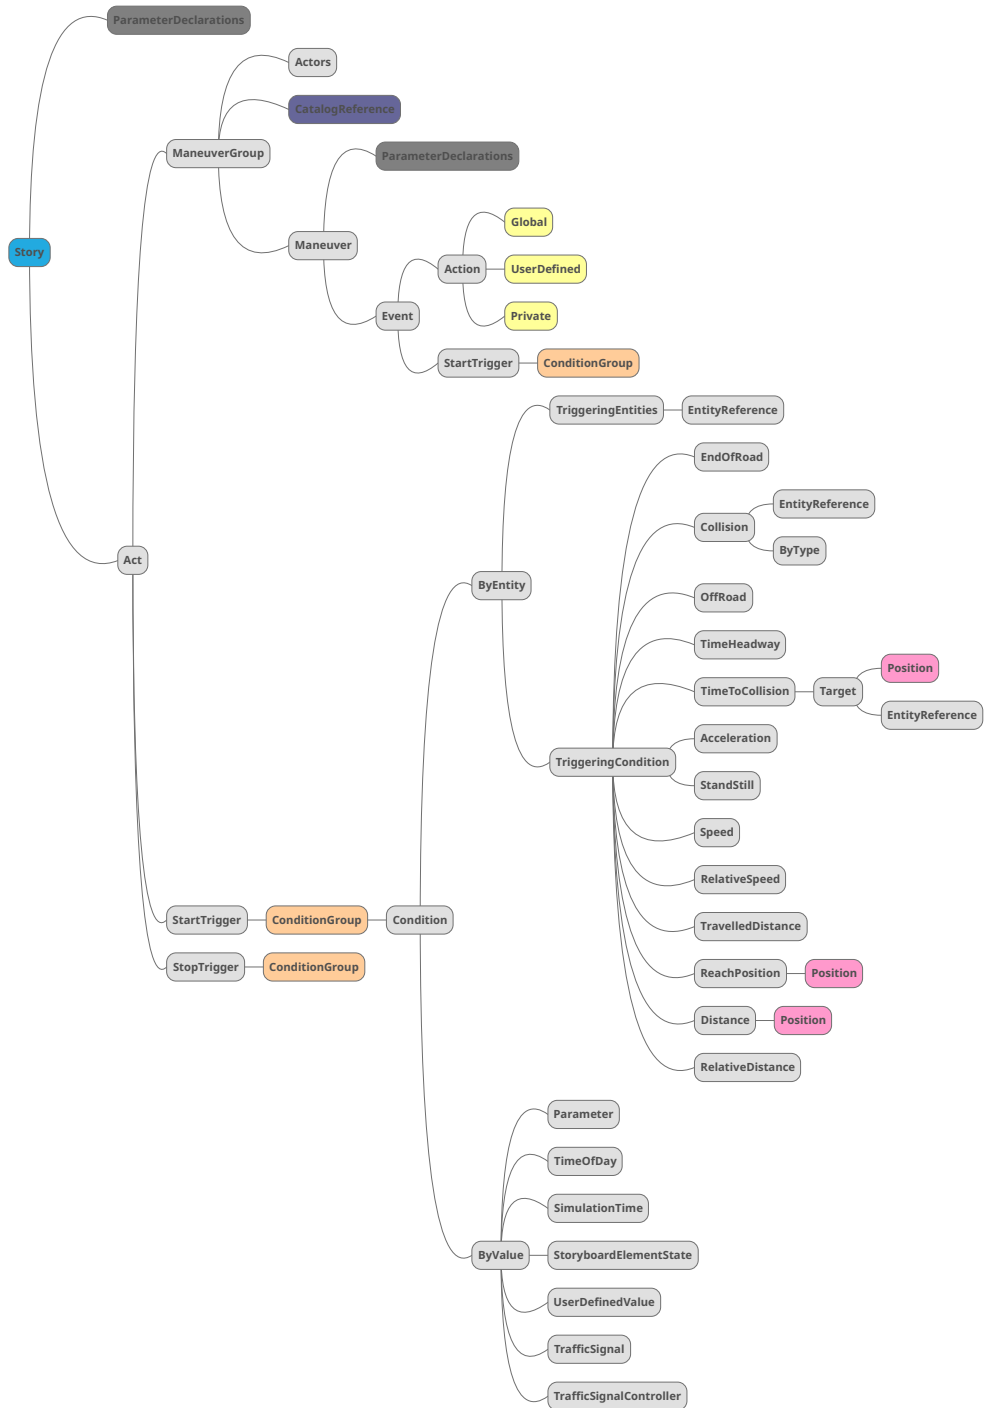 ParameterDeclarations
Actors
CatalogReference
ManeuverGroup
ParameterDeclarations
Global
Story
Maneuver
Action
UserDefined
Event
Private
StartTrigger
ConditionGroup
TriggeringEntities
EntityReference
EndOfRoad
EntityReference
Collision
ByType
Act
ByEntity
OffRoad
TimeHeadway
Position
TimeToCollision
Target
EntityReference
Acceleration
TriggeringCondition
StandStill
Speed
RelativeSpeed
StartTrigger
ConditionGroup
Condition
TravelledDistance
StopTrigger
ConditionGroup
ReachPosition
Position
Distance
Position
RelativeDistance
Parameter
TimeOfDay
SimulationTime
ByValue
StoryboardElementState
UserDefinedValue
TrafficSignal
TrafficSignalController